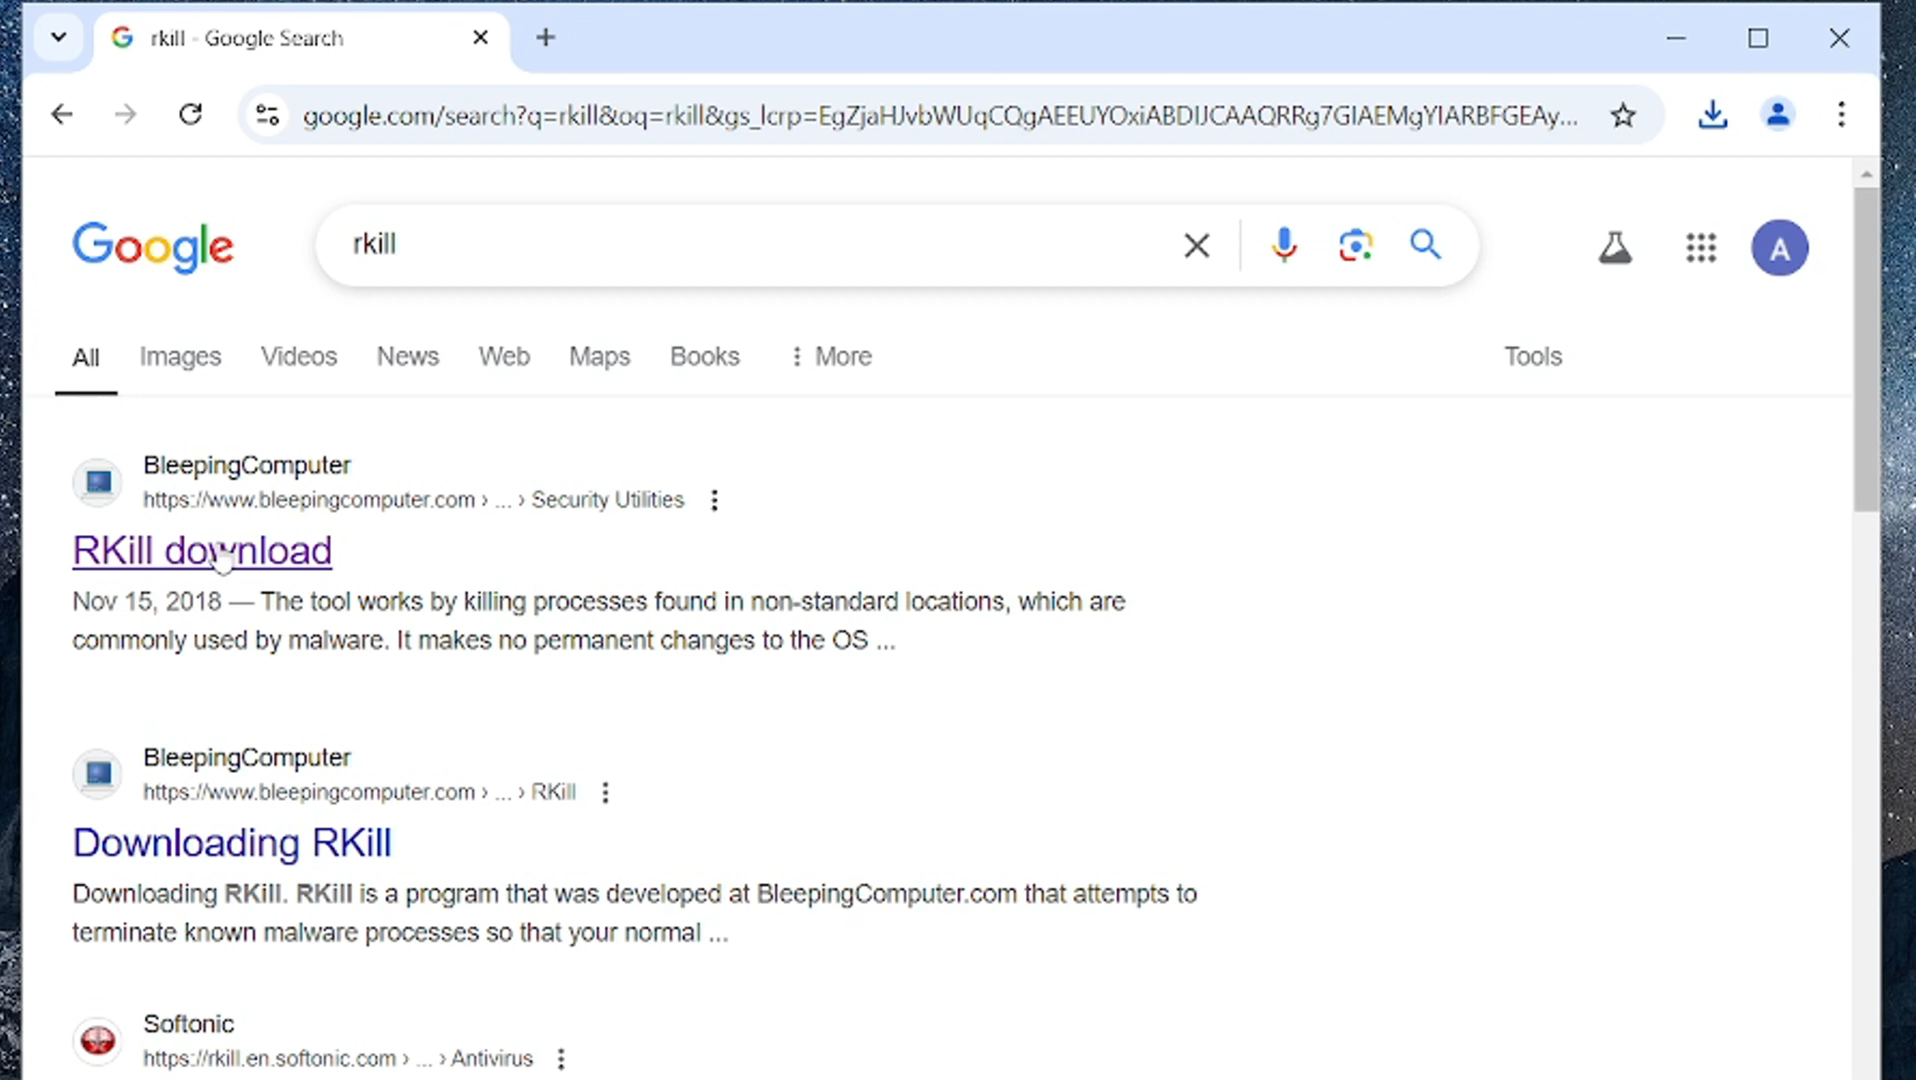 rkill - Google Search
google.com/search?q=rkill&oq=rkill&gs_lcrp=EgZjaHJvbWUqCQgAEEUYOxiABDIJCAAQRRg7GIAEMgYIARBFGEAy...
Google
rkill
A
All Images Videos News Web Maps Books More Tools
BleepingComputer
https://www.bleepingcomputer.com › ... › Security Utilities
RKill download
Nov 15, 2018 — The tool works by killing processes found in non-standard locations, which are
commonly used by malware. It makes no permanent changes to the OS ...
BleepingComputer
https://www.bleepingcomputer.com › ... › RKill
Downloading RKill
Downloading RKill. RKill is a program that was developed at BleepingComputer.com that attempts to
terminate known malware processes so that your normal ...
Softonic
https://rkill.en.softonic.com › ... › Antivirus